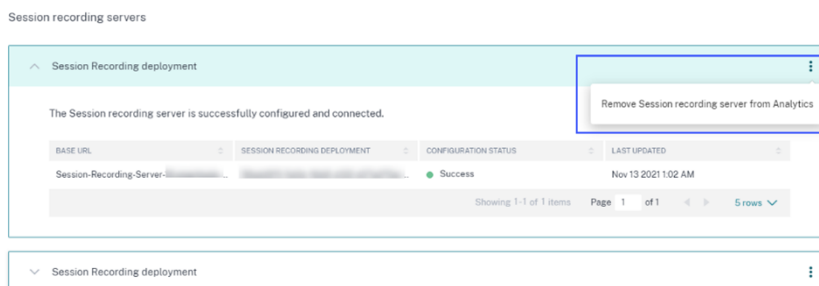 Session recording servers
Session Recording deployment
Remove Session recording server from Analytics
The Session recording server is successfully configured and connected.
BASE URL SESSION RECORDING DEPLOYMENT CONFIGURATION STATUS LAST UPDATED
Session-Recording-Server- Success Nov 13 2021 1:02 AM
Showing 1-1 of 1 items Page 1 of 1 5 rows
Session Recording deployment